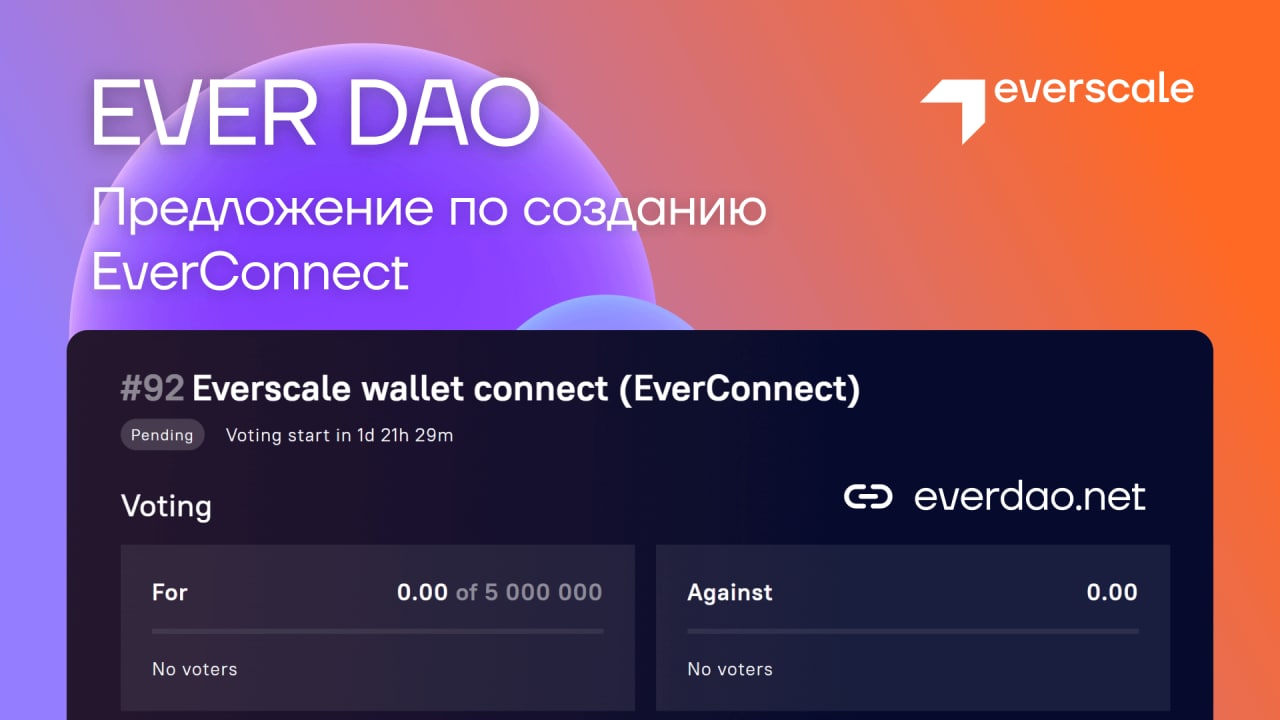 EVER DAO
everscale
Предложение по созданию
EverConnect
#92 Everscale wallet connect (EverConnect)
Pending Voting start in 1d 21h 29m
Voting
everdao.net
For 0.00 of 5 000 000
No voters
Against 0.00
No voters